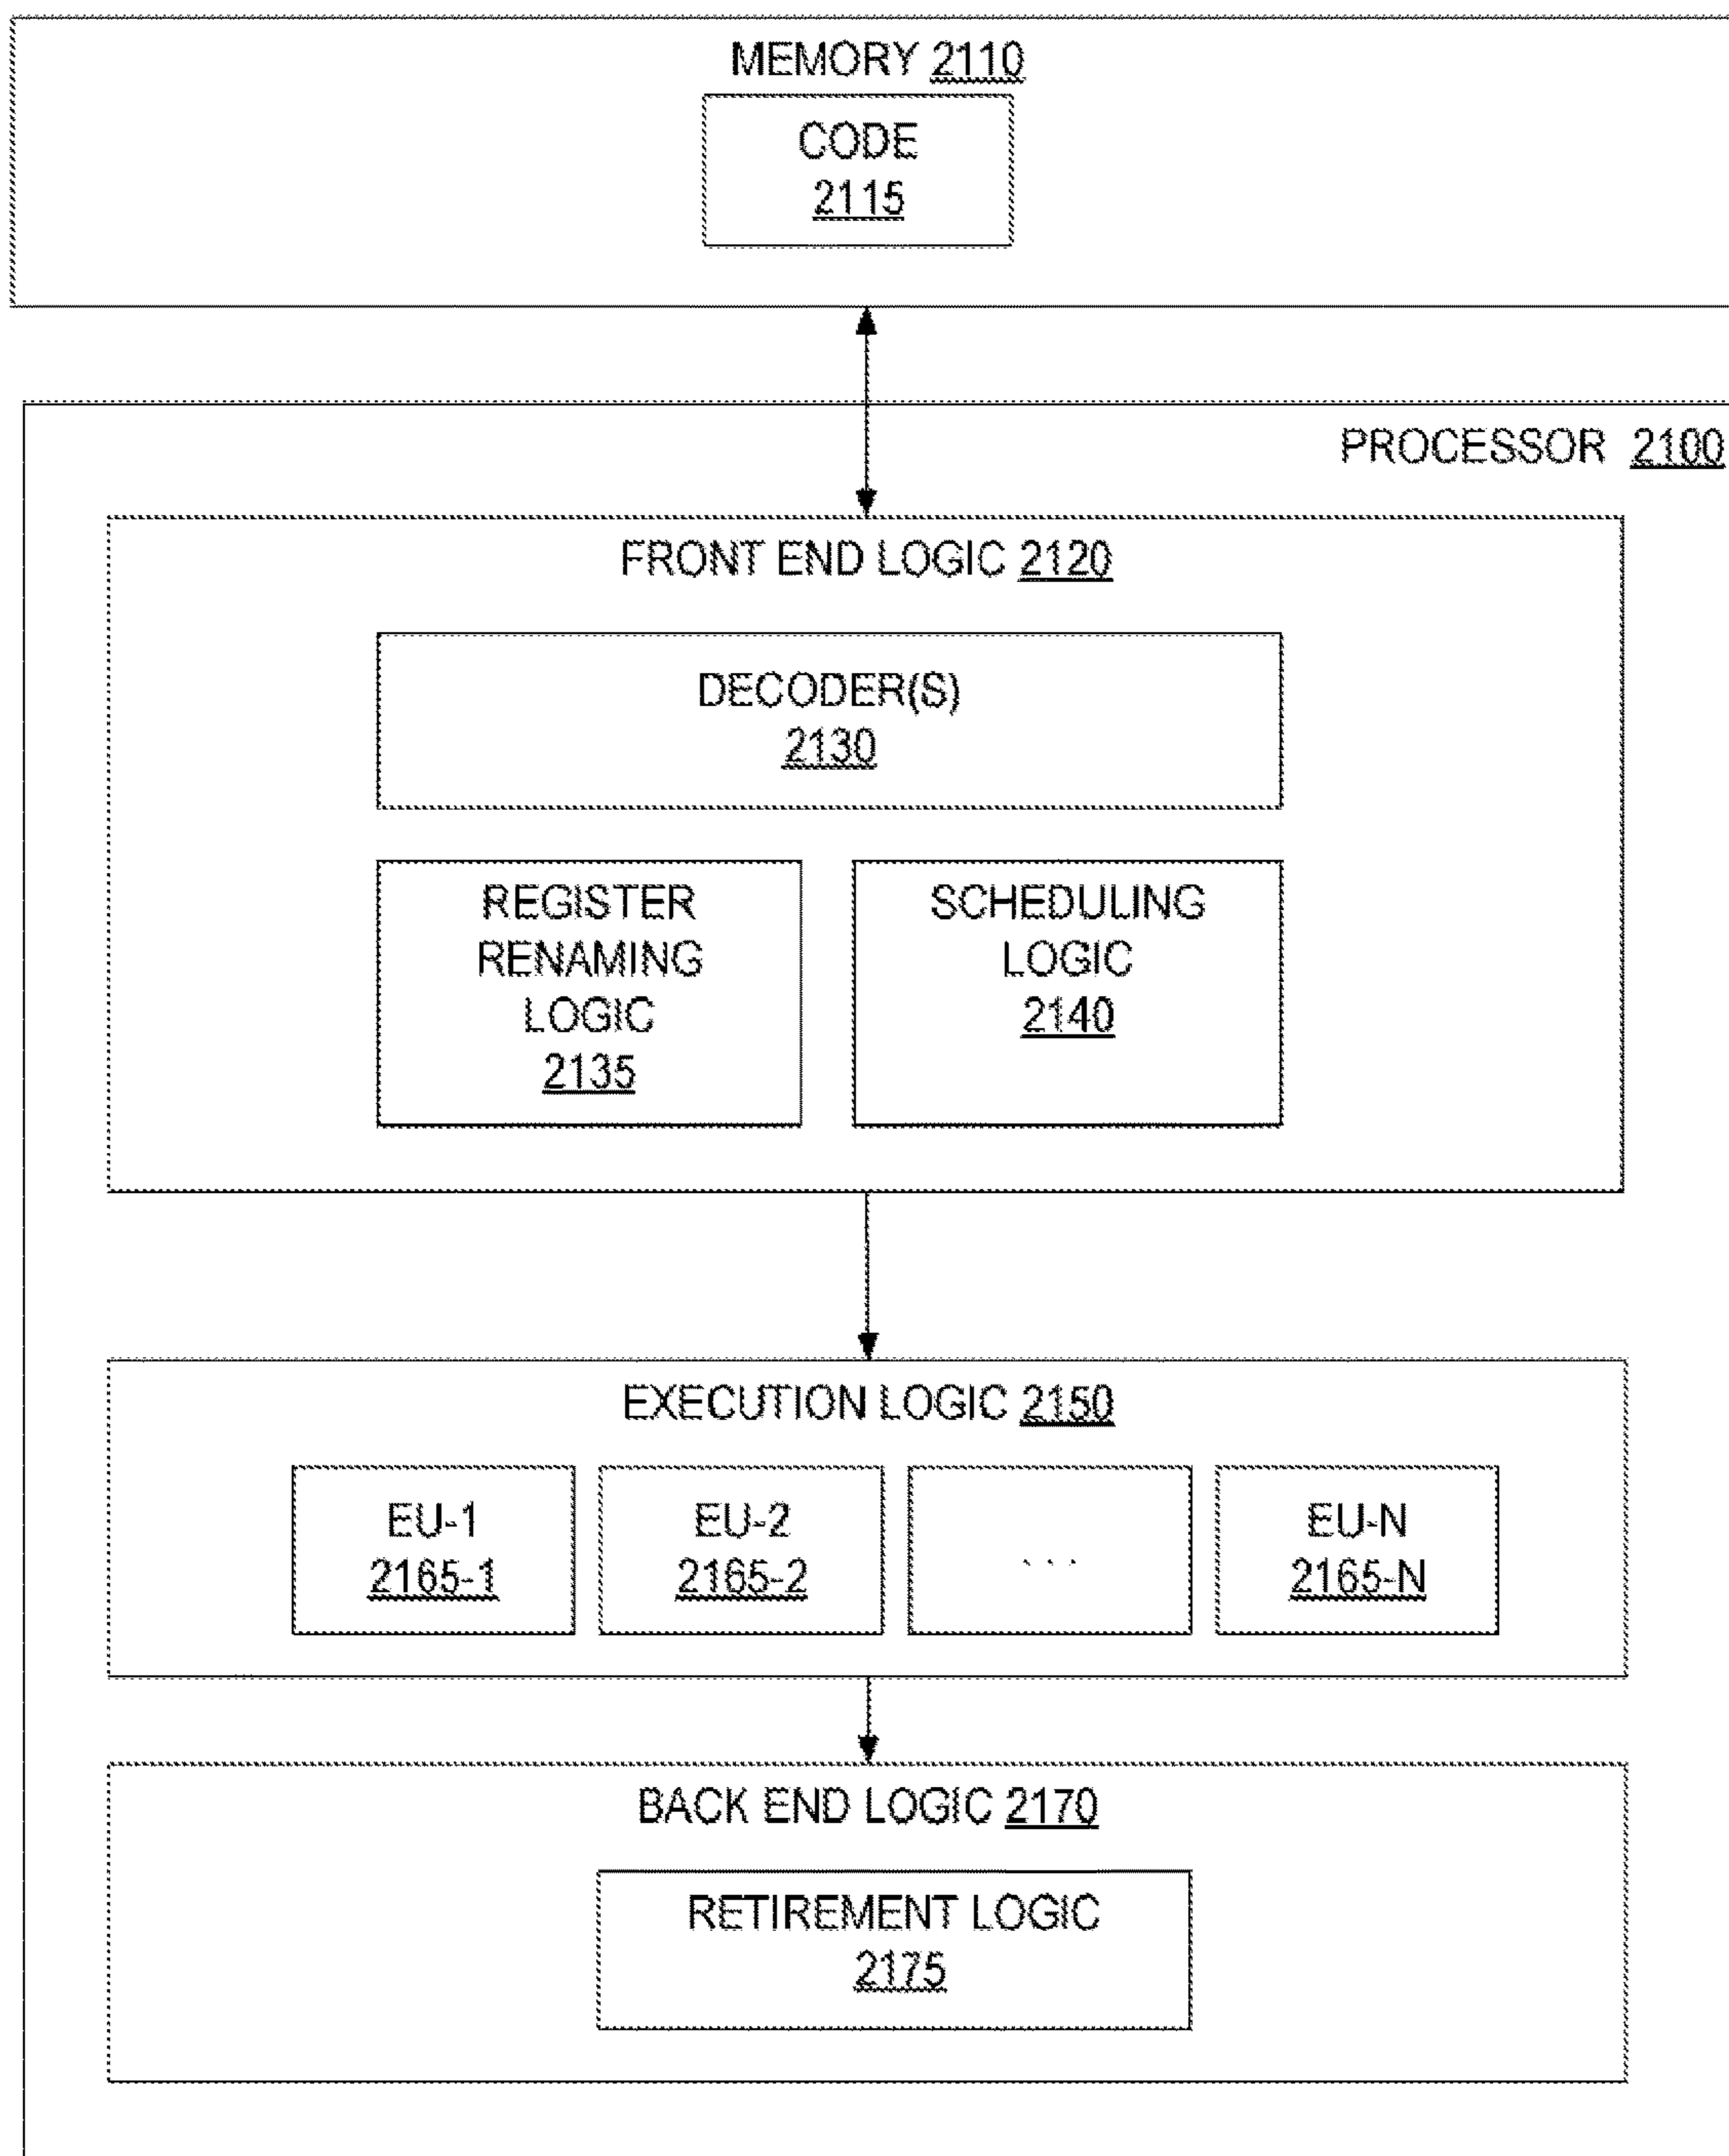 MEMORY 2110
CODE
2115
PROCESSOR 2100
FRONT END LOGIC 2120
DECODER(S)
2130
REGISTER
RENAMING
LOGIC
2135
SCHEDULING
LOGIC
2140
EXECUTION LOGIC 2150
EU-1
2165-1
EU-2
2165-2
. . .
EU-N
2165-N
BACK END LOGIC 2170
RETIREMENT LOGIC
2175